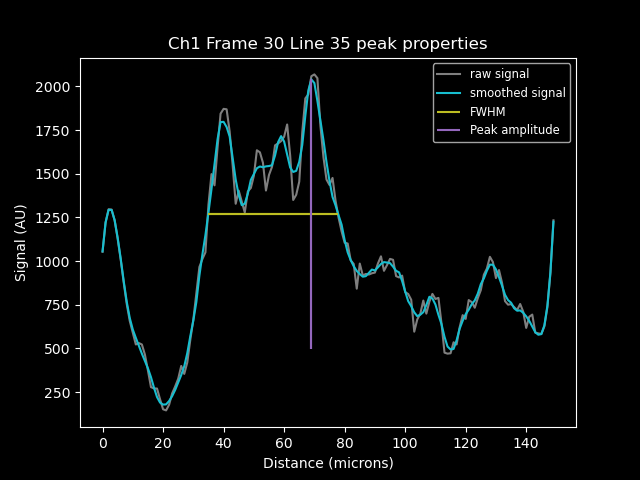 Ch1 Frame 30 Line 35 peak properties
raw signal
smoothed signal
FWHM
Peak amplitude
Signal (AU)
2000
1750
1500
1250
1000
750
500
250
0 20 40 60 80 100 120 140
Distance (microns)